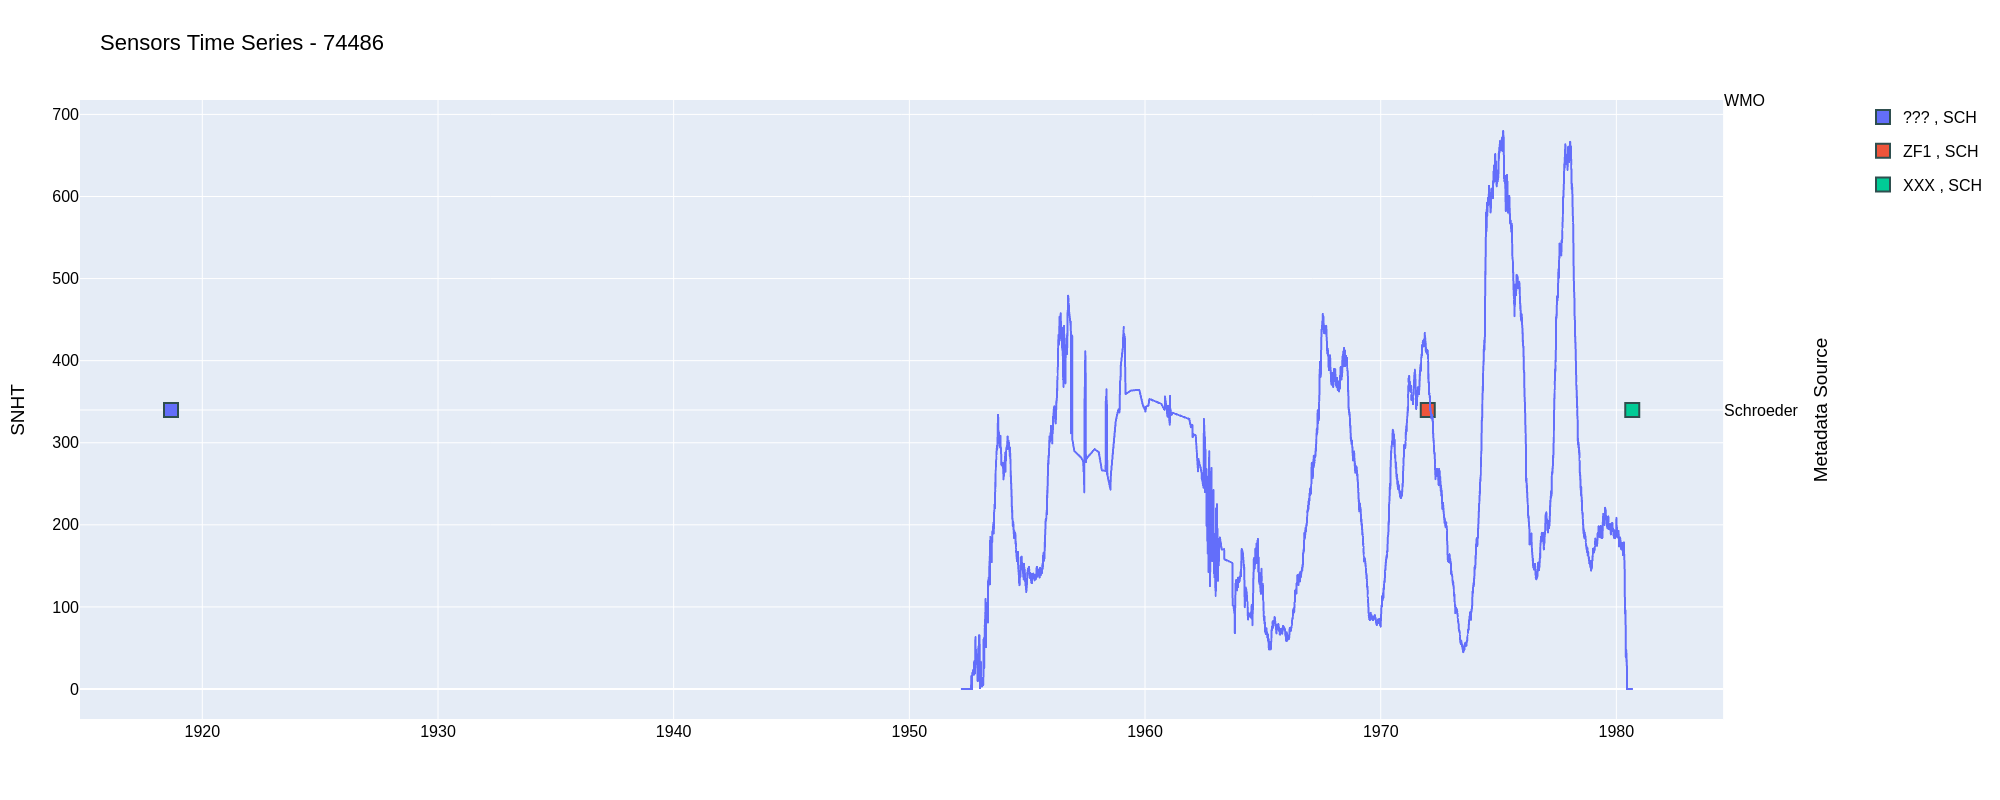 Sensors Time Series - 74486
WMO
Schroeder
Metadata Source
??? , SCH
ZF1 , SCH
XXX , SCH
SNHT
700
600
500
400
300
200
100
0
1920
1930
1940
1950
1960
1970
1980